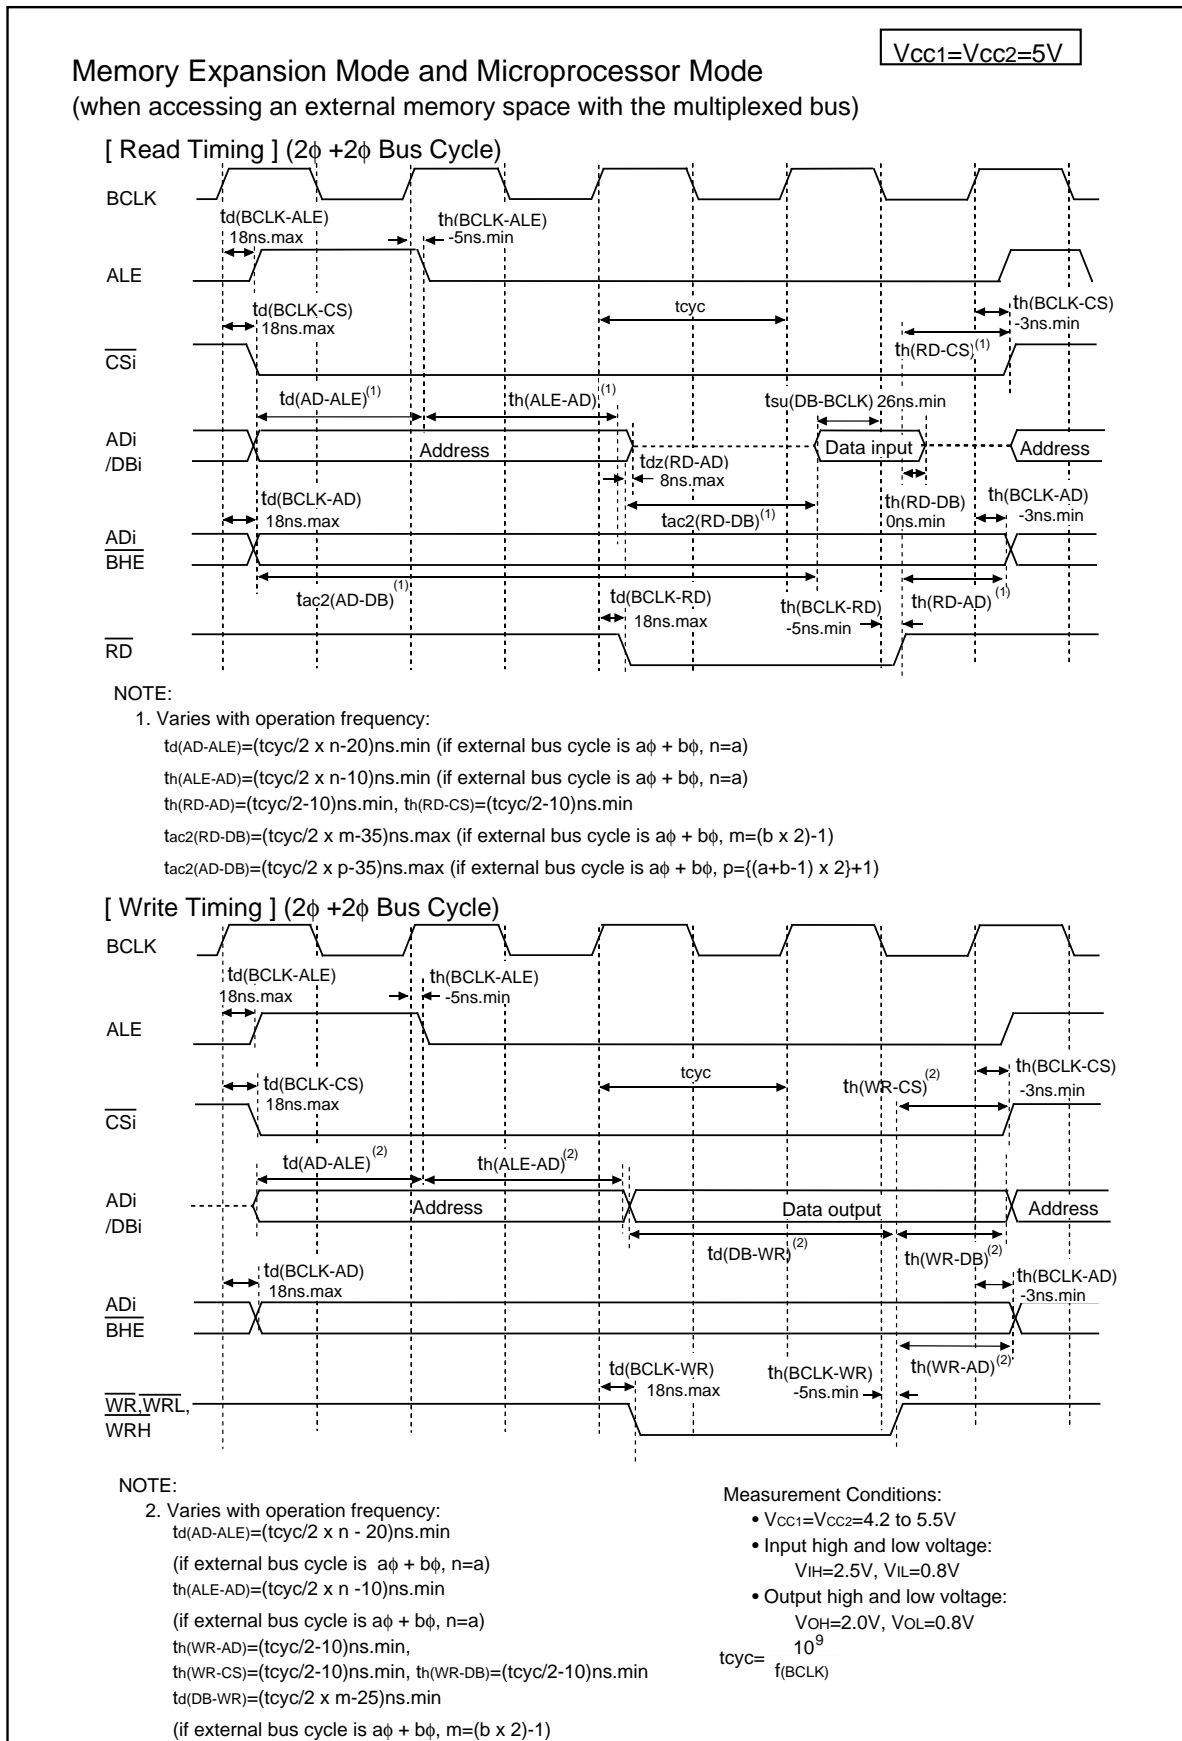 Vcc1=Vcc2=5V
Memory Expansion Mode and Microprocessor Mode
(when accessing an external memory space with the multiplexed bus)
[ Read Timing ] (2ϕ +2ϕ Bus Cycle)
BCLK
td(BCLK-ALE)
18ns.max
th(BCLK-ALE)
-5ns.min
ALE
td(BCLK-CS)
18ns.max
tcyc
th(BCLK-CS)
-3ns.min
th(RD-CS)(1)
CSi
td(AD-ALE)(1)
th(ALE-AD)(1)
tsu(DB-BCLK) 26ns.min
ADi
/DBi
Address
Data input
Address
tdz(RD-AD)
8ns.max
td(BCLK-AD)
18ns.max
tac2(RD-DB)(1)
th(RD-DB)
0ns.min
th(BCLK-AD)
-3ns.min
ADi
BHE
tac2(AD-DB)(1)
td(BCLK-RD)
18ns.max
th(BCLK-RD)
-5ns.min
th(RD-AD)(1)
RD
NOTE:
1. Varies with operation frequency:
td(AD-ALE)=(tcyc/2 x n-20)ns.min (if external bus cycle is aϕ + bϕ, n=a)
th(ALE-AD)=(tcyc/2 x n-10)ns.min (if external bus cycle is aϕ + bϕ, n=a)
th(RD-AD)=(tcyc/2-10)ns.min, th(RD-CS)=(tcyc/2-10)ns.min
tac2(RD-DB)=(tcyc/2 x m-35)ns.max (if external bus cycle is aϕ + bϕ, m=(b x 2)-1)
tac2(AD-DB)=(tcyc/2 x p-35)ns.max (if external bus cycle is aϕ + bϕ, p={(a+b-1) x 2}+1)
[ Write Timing ] (2ϕ +2ϕ Bus Cycle)
BCLK
td(BCLK-ALE)
18ns.max
th(BCLK-ALE)
-5ns.min
ALE
td(BCLK-CS)
18ns.max
tcyc
th(WR-CS)(2)
th(BCLK-CS)
-3ns.min
CSi
td(AD-ALE)(2)
th(ALE-AD)(2)
ADi
/DBi
Address
Data output
Address
td(DB-WR)(2)
th(WR-DB)(2)
td(BCLK-AD)
18ns.max
th(BCLK-AD)
-3ns.min
ADi
BHE
td(BCLK-WR)
18ns.max
th(BCLK-WR)
-5ns.min
th(WR-AD)(2)
WR,WRL,
WRH
NOTE:
2. Varies with operation frequency:
td(AD-ALE)=(tcyc/2 x n - 20)ns.min
(if external bus cycle is aϕ + bϕ, n=a)
th(ALE-AD)=(tcyc/2 x n -10)ns.min
(if external bus cycle is aϕ + bϕ, n=a)
th(WR-AD)=(tcyc/2-10)ns.min,
th(WR-CS)=(tcyc/2-10)ns.min, th(WR-DB)=(tcyc/2-10)ns.min
td(DB-WR)=(tcyc/2 x m-25)ns.min
(if external bus cycle is aϕ + bϕ, m=(b x 2)-1)
Measurement Conditions:
• VCC1=VCC2=4.2 to 5.5V
• Input high and low voltage:
VIH=2.5V, VIL=0.8V
• Output high and low voltage:
VOH=2.0V, VOL=0.8V
tcyc= 10^9
f(BCLK)